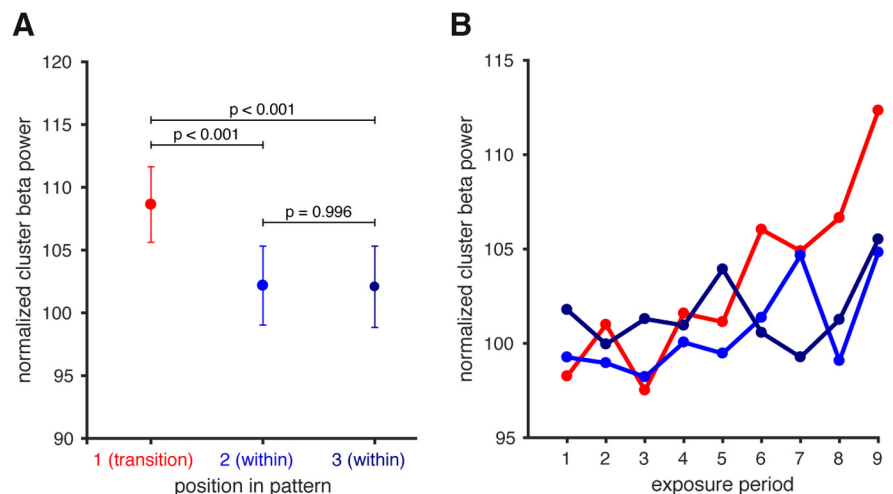 A
normalized cluster beta power
120
115
110
105
100
95
90
p < 0.001
p < 0.001
p = 0.996
1 (transition) 2 (within) 3 (within)
position in pattern
B
normalized cluster beta power
115
112
110
105
100
95
1 2 3 4 5 6 7 8 9
exposure period